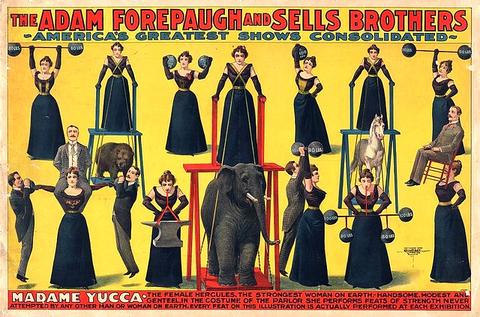 THE ADAM FOREPAUGH AND SELLS BROTHERS
AMERICA'S GREATEST SHOWS CONSOLIDATED
MADAME YUCCA - THE FEMALE HERCULES, THE STRONGEST WOMAN ON EARTH, HANDSOME, MODEST AND
GENTEEL, IN THE COSTUME OF THE PARLOR SHE PERFORMS FEATS OF STRENGTH NEVER
ATTEMPTED BY ANY OTHER MAN OR WOMAN ON EARTH. EVERY FEAT ON THIS ILLUSTRATION IS ACTUALLY PERFORMED AT EACH EXHIBITION.